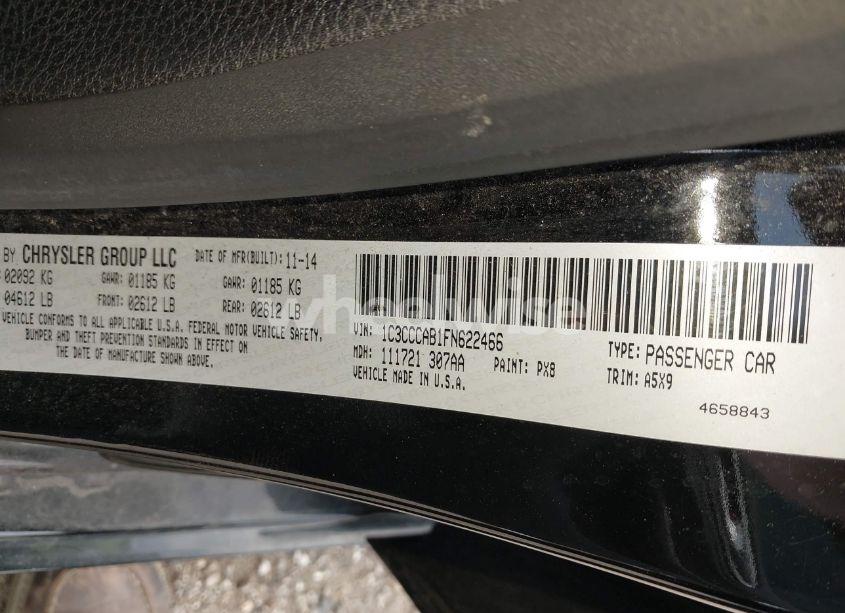 BY CHRYSLER GROUP LLC DATE OF MFR(BUILT): 11-14
02092 KG GAWR: 01185 KG GAWR: 01185 KG
04612 LB FRONT: 02612 LB REAR: 02612 LB
VEHICLE CONFORMS TO ALL APPLICABLE U.S.A. FEDERAL MOTOR VEHICLE SAFETY,
BUMPER AND THEFT PREVENTION STANDARDS IN EFFECT ON
THE DATE OF MANUFACTURE SHOWN ABOVE.
VIN: 1C3CCCAB1FN622466
MDH: 111721 307AA PAINT: PX8
VEHICLE MADE IN U.S.A.
TYPE: PASSENGER CAR
TRIM: A5X9
4658843
wheelwise